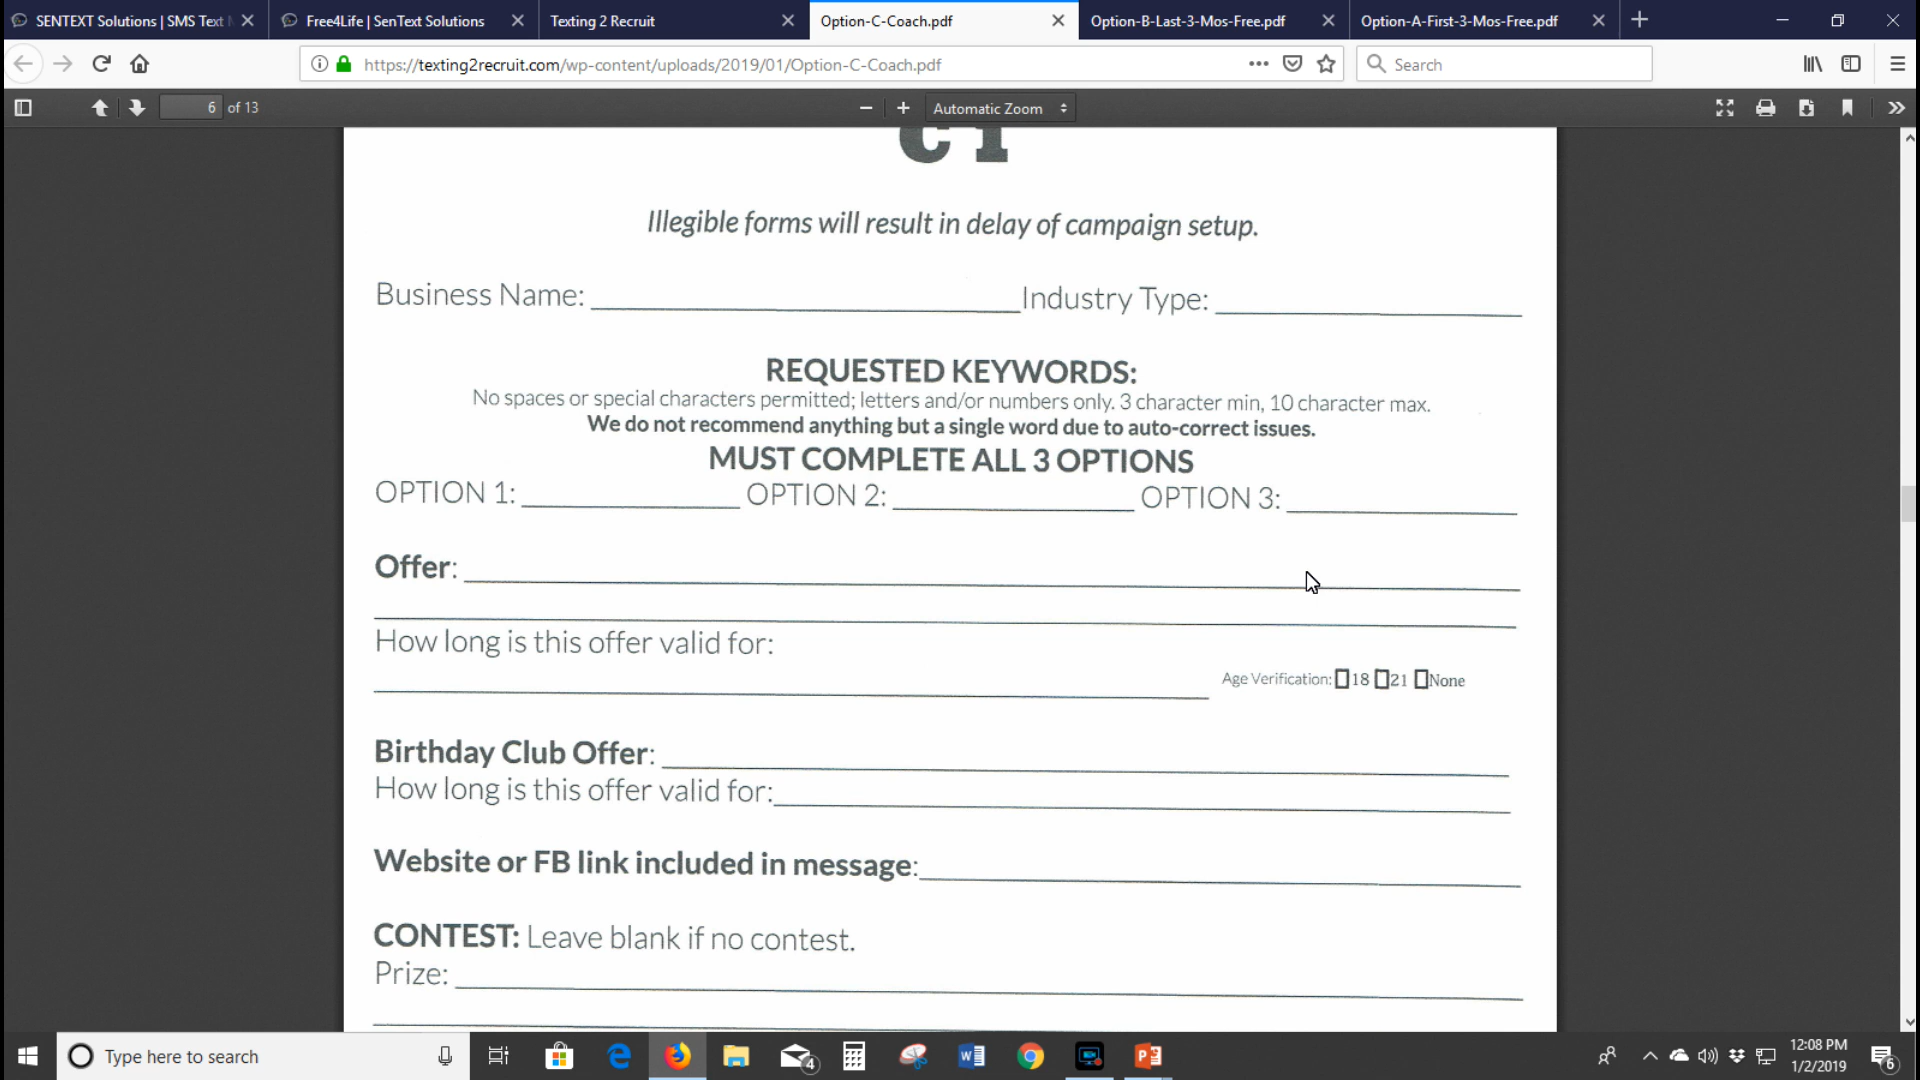 SENTEXT Solutions | SMS Text
Free4Life | SenText Solutions
Texting 2 Recruit
Option-C-Coach.pdf
Option-B-Last-3-Mos-Free.pdf
Option-A-First-3-Mos-Free.pdf
https://texting2recruit.com/wp-content/uploads/2019/01/Option-C-Coach.pdf
Search
6 of 13
Automatic Zoom
Illegible forms will result in delay of campaign setup.
Business Name: Industry Type:
REQUESTED KEYWORDS:
No spaces or special characters permitted; letters and/or numbers only. 3 character min, 10 character max.
We do not recommend anything but a single word due to auto-correct issues.
MUST COMPLETE ALL 3 OPTIONS
OPTION 1: OPTION 2: OPTION 3:
Offer:
How long is this offer valid for:
Age Verification: 18 21 None
Birthday Club Offer:
How long is this offer valid for:
Website or FB link included in message:
CONTEST: Leave blank if no contest.
Prize:
Type here to search
4
12:08 PM
1/2/2019
6